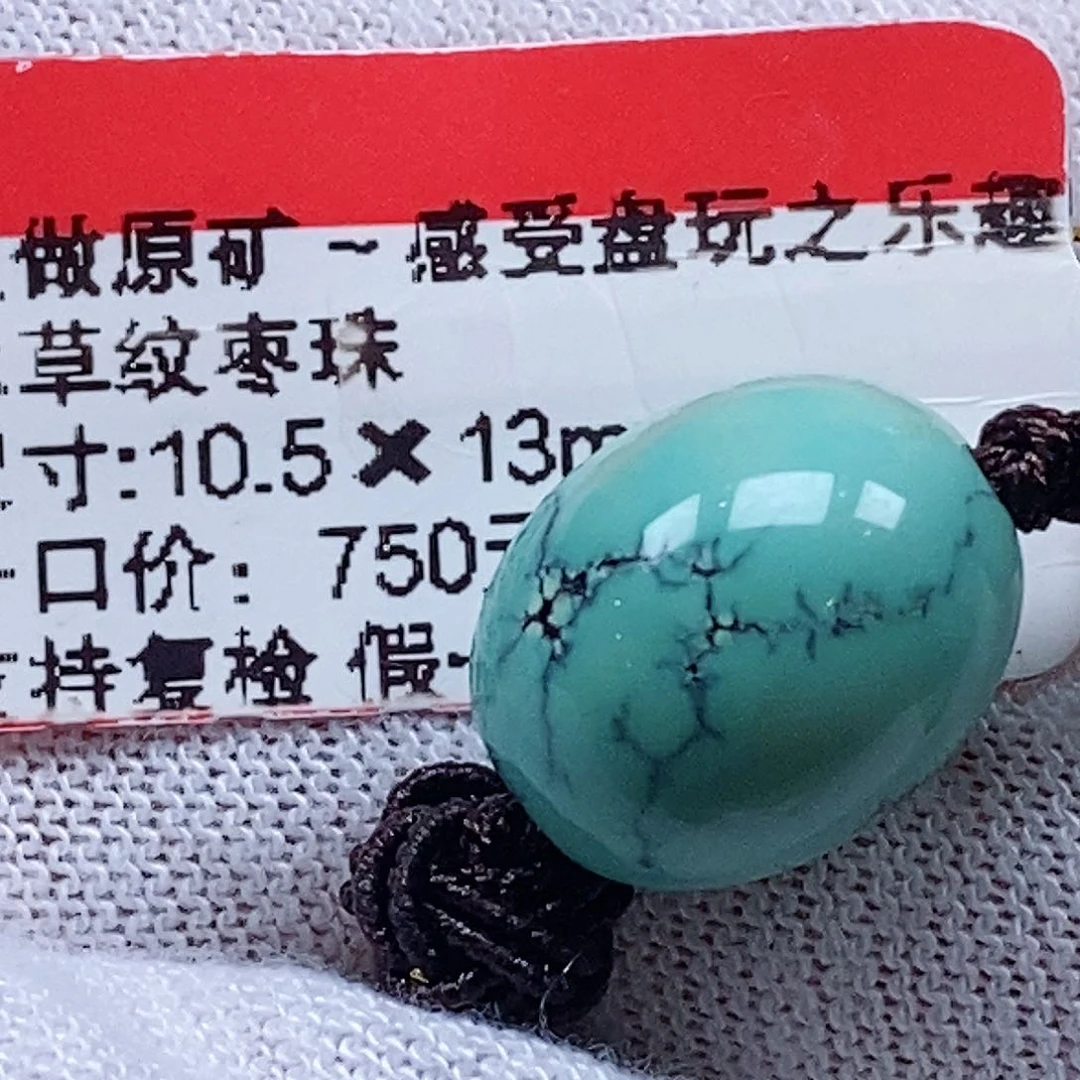 做原矿 ~ 感受盘玩之乐趣
草纹枣珠
寸:10.5×13m
口价：750
持复检 假